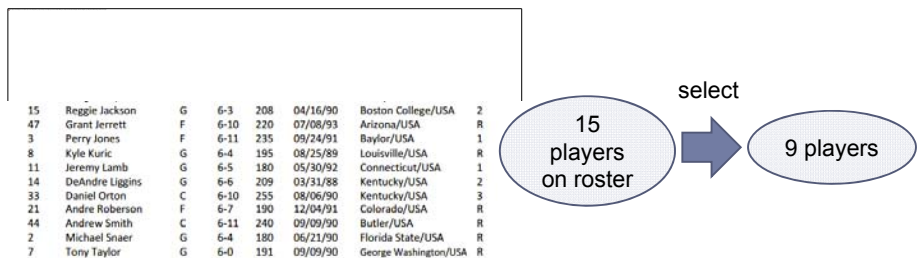 15 Reggie Jackson G 6-3 208 04/16/90 Boston College/USA 2
47 Grant Jerrett F 6-10 220 07/08/93 Arizona/USA R
3 Perry Jones F 6-11 235 09/24/91 Baylor/USA 1
8 Kyle Kuric G 6-4 195 08/25/89 Louisville/USA R
11 Jeremy Lamb G 6-5 180 05/30/92 Connecticut/USA 1
14 DeAndre Liggins G 6-6 209 03/31/88 Kentucky/USA 2
33 Daniel Orton C 6-10 255 08/06/90 Kentucky/USA 3
21 Andre Roberson F 6-7 190 12/04/91 Colorado/USA R
44 Andrew Smith C 6-11 240 09/09/90 Butler/USA R
2 Michael Snaer G 6-4 180 06/21/90 Florida State/USA R
7 Tony Taylor G 6-0 191 09/09/90 George Washington/USA R
15
players
on roster
select
9 players